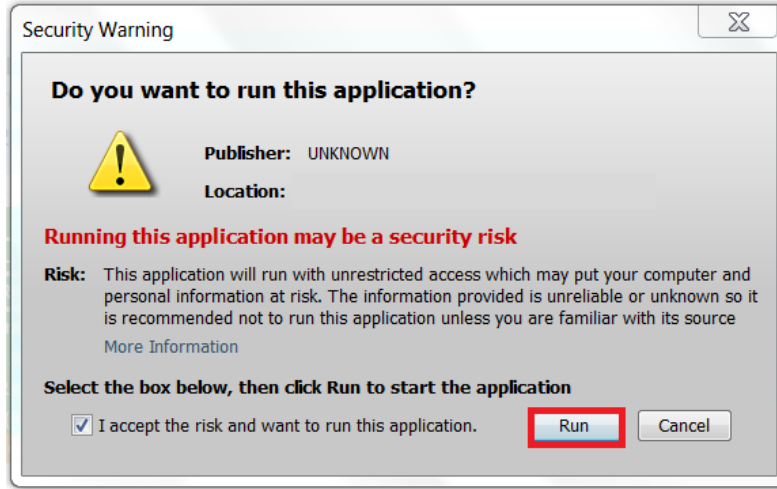 Security Warning
Do you want to run this application?
Publisher: UNKNOWN
Location:
Running this application may be a security risk
Risk: This application will run with unrestricted access which may put your computer and
personal information at risk. The information provided is unreliable or unknown so it
is recommended not to run this application unless you are familiar with its source
More Information
Select the box below, then click Run to start the application
I accept the risk and want to run this application. Run Cancel